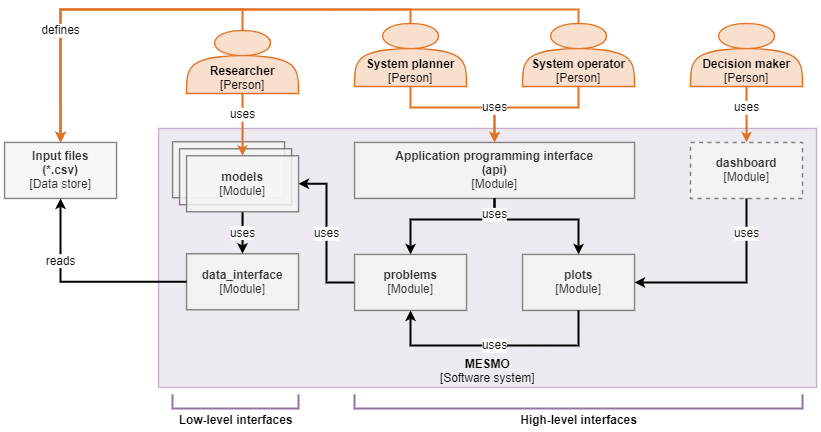 defines
Researcher
[Person]
System planner
[Person]
System operator
[Person]
Decision maker
[Person]
uses
uses
uses
Input files
(*.csv)
[Data store]
models
[Module]
Application programming interface
(api)
[Module]
dashboard
[Module]
uses
uses
uses
uses
reads
data_interface
[Module]
problems
[Module]
plots
[Module]
uses
MESMO
[Software system]
Low-level interfaces
High-level interfaces